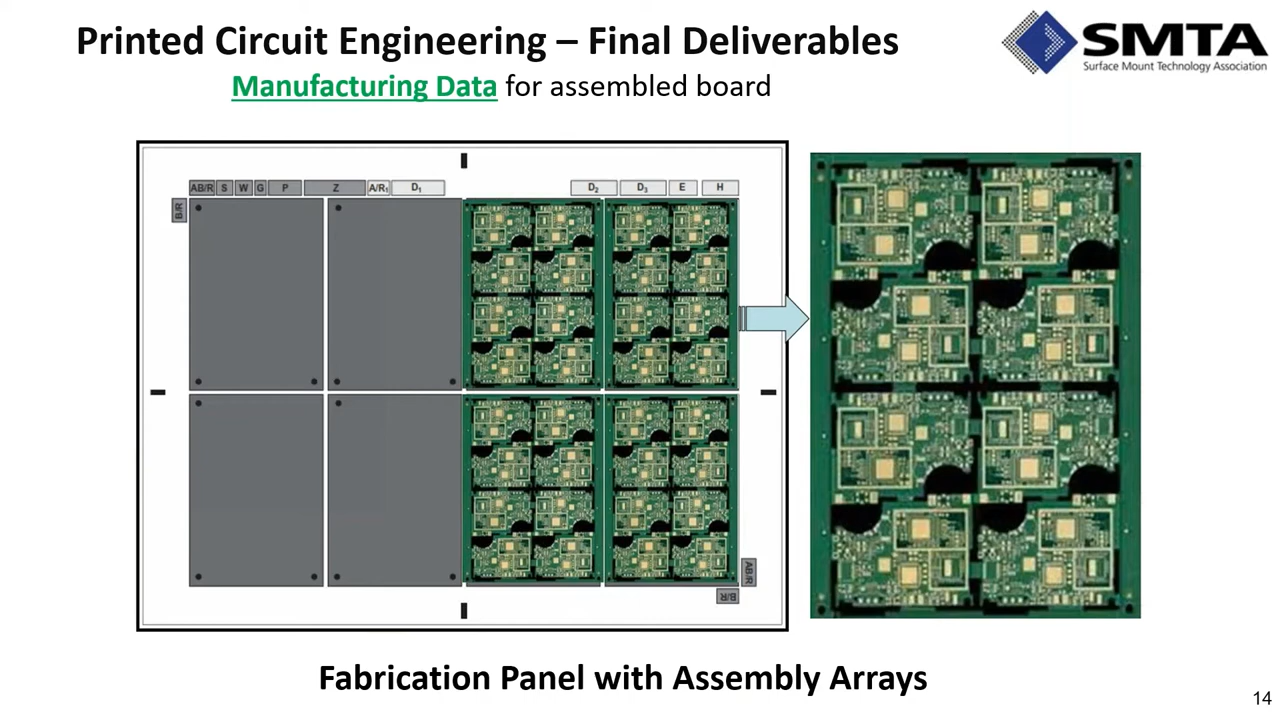 Printed Circuit Engineering – Final Deliverables
Manufacturing Data for assembled board
SMTA
Surface Mount Technology Association
AB/R S W G P Z A/R1 D1 D2 D3 E H
B/R
AB/R
B/R
Fabrication Panel with Assembly Arrays
14